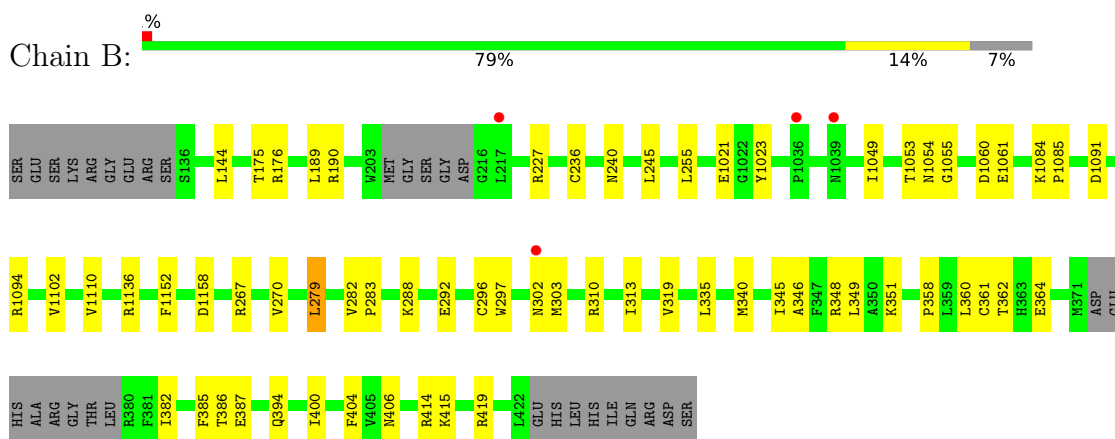 .%
Chain B:
79% 14% 7%
SER GLU SER LYS ARG GLY GLU ARG SER S136 L144 T175 R176 L189 R190 W203 MET GLY SER GLY ASP G216 L217 R227 C236 N240 L245 L255 E1021 G1022 Y1023 P1036 N1039 I1049 T1053 N1054 G1055 D1060 E1061 K1084 P1085 D1091
R1094 V1102 V1110 R1136 F1152 D1158 R267 V270 L279 V282 P283 K288 E292 C296 W297 N302 M303 R310 I313 V319 L335 M340 I345 A346 F347 R348 L349 A350 K351 P358 L359 L360 C361 T362 H363 E364 M371 ASP GLU
HIS ALA ARG GLY THR LEU R380 F381 I382 F385 T386 E387 Q394 I400 F404 V405 N406 R414 K415 R419 L422 GLU HIS LEU HIS ILE GLN ARG ASP SER